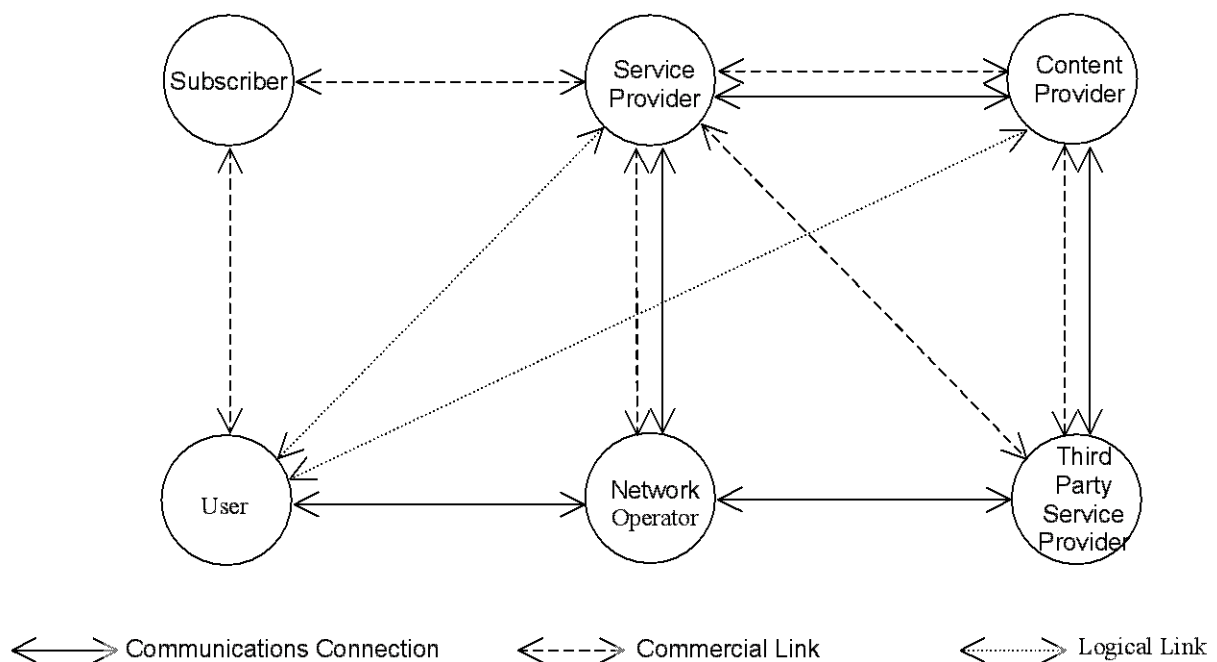 Subscriber
Service
Provider
Content
Provider
User
Network
Operator
Third
Party
Service
Provider
Communications Connection
Commercial Link
Logical Link